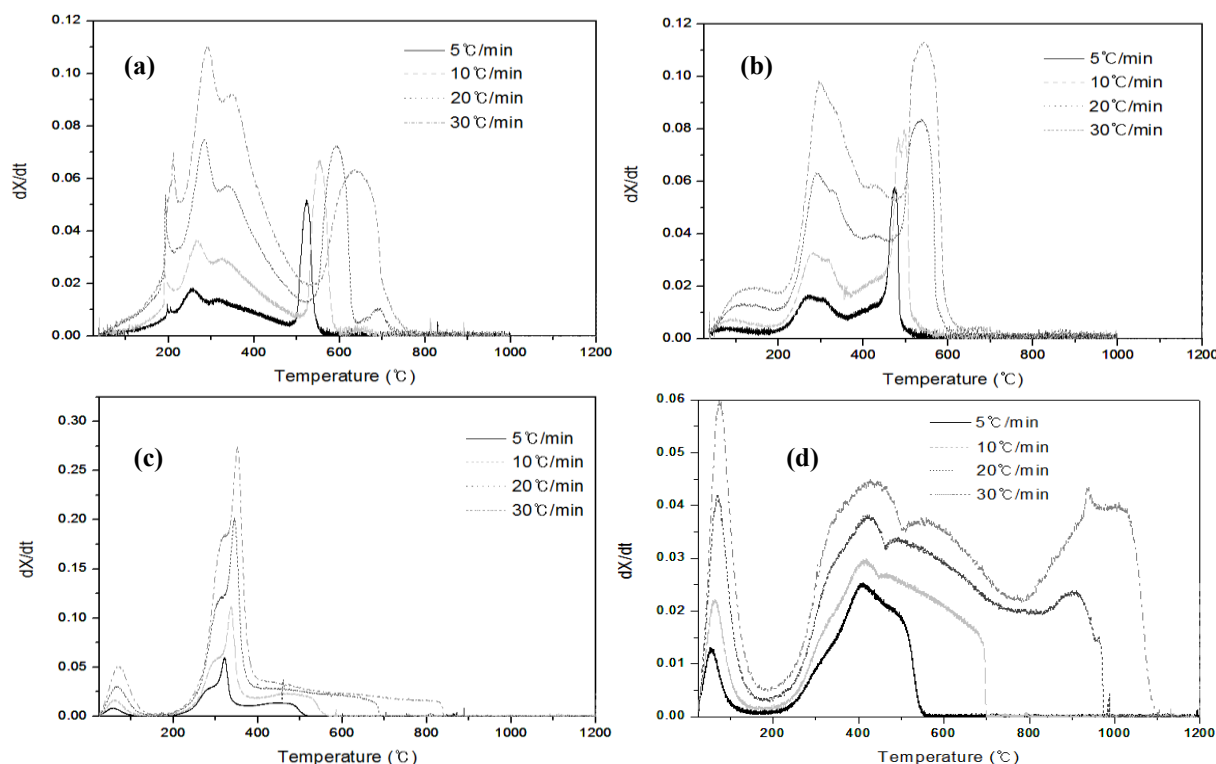 (a)
5℃/min
10℃/min
20℃/min
30℃/min
0.12
0.10
0.08
0.06
0.04
0.02
0.00
dX/dt
200 400 600 800 1000 1200
Temperature (℃)
(b)
5℃/min
10℃/min
20℃/min
30℃/min
0.12
0.10
0.08
0.06
0.04
0.02
0.00
dX/dt
0 200 400 600 800 1000 1200
Temperature (℃)
(c)
5℃/min
10℃/min
20℃/min
30℃/min
0.30
0.25
0.20
0.15
0.10
0.05
0.00
dX/dt
200 400 600 800 1000 1200
Temperature (℃)
(d)
5℃/min
10℃/min
20℃/min
30℃/min
0.06
0.05
0.04
0.03
0.02
0.01
0.00
dX/dt
200 400 600 800 1000 1200
Temperature (℃)